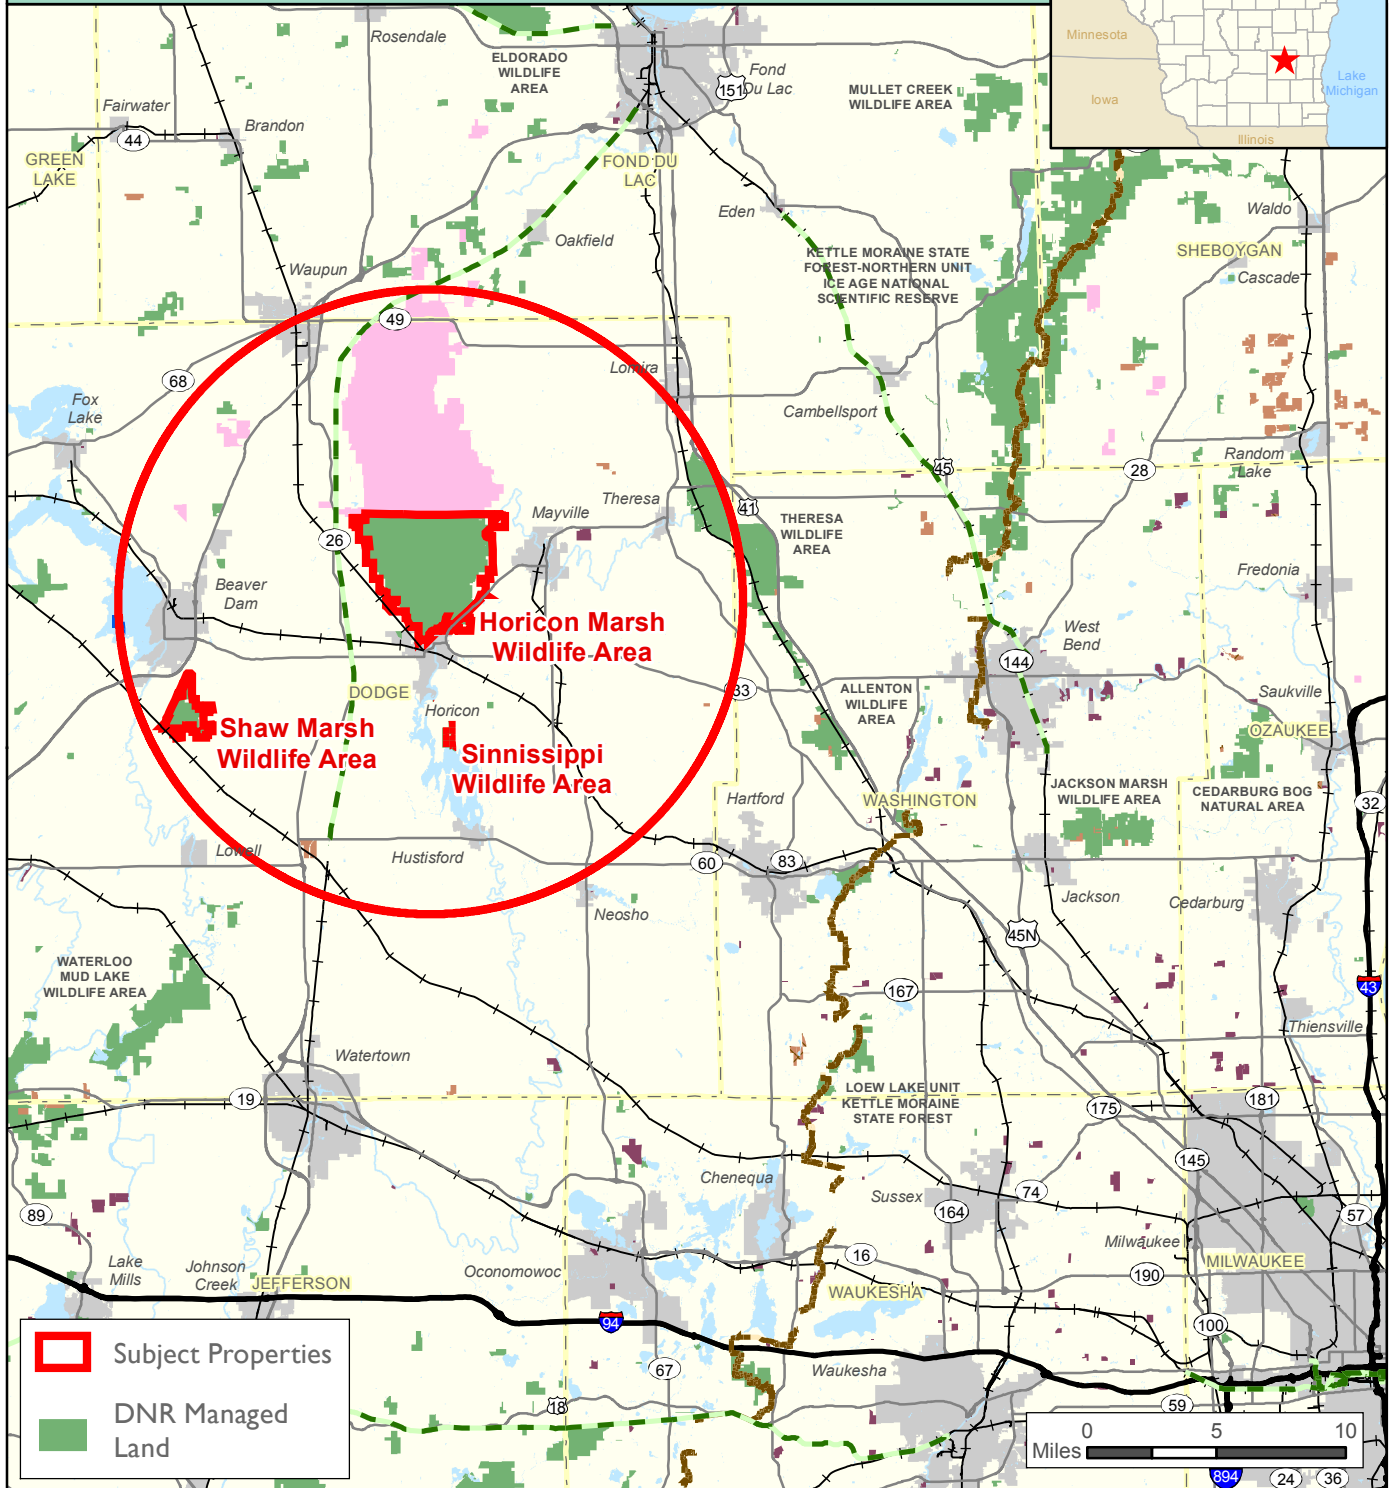 Minnesota
Iowa
Illinois
Lake
Michigan
Rosendale
ELDORADO
WILDLIFE
AREA
Fond
Du Lac
151
MULLET CREEK
WILDLIFE AREA
Fairwater
Brandon
44
GREEN
LAKE
FOND DU
LAC
Eden
Waldo
Oakfield
KETTLE MORAINE STATE
FOREST-NORTHERN UNIT
ICE AGE NATIONAL
SCIENTIFIC RESERVE
SHEBOYGAN
Cascade
Waupun
49
Lomira
68
Fox
Lake
Cambellsport
45
28
Random
Lake
Theresa
Mayville
41
THERESA
WILDLIFE
AREA
26
Fredonia
Beaver
Dam
Horicon Marsh
Wildlife Area
West
Bend
144
DODGE
33
ALLENTON
WILDLIFE
AREA
Saukville
OZAUKEE
Horicon
Shaw Marsh
Wildlife Area
Sinnissippi
Wildlife Area
Hartford
WASHINGTON
JACKSON MARSH
WILDLIFE AREA
CEDARBURG BOG
NATURAL AREA
32
Lowell
Hustisford
60
83
Jackson
Cedarburg
Neosho
45N
WATERLOO
MUD LAKE
WILDLIFE AREA
167
43
Thiensville
Watertown
19
LOEW LAKE UNIT
KETTLE MORAINE
STATE FOREST
175
181
145
Chenequa
Sussex
74
164
89
57
Lake
Mills
Johnson
Creek
JEFFERSON
Oconomowoc
16
Milwaukee
190
MILWAUKEE
WAUKESHA
94
100
67
Waukesha
18
59
Subject Properties
DNR Managed
Land
0 5 10
Miles
894
24
36